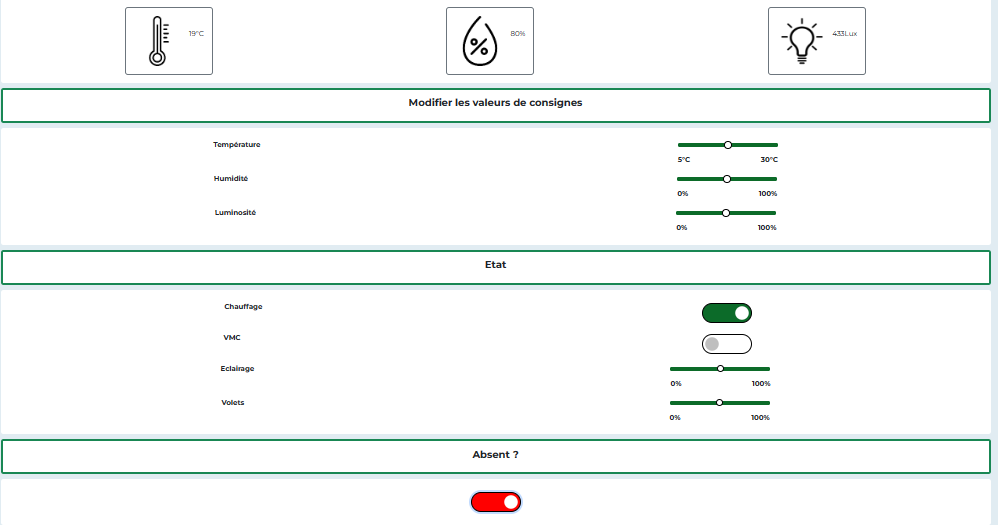 19°C
%
80%
433Lux
Modifier les valeurs de consignes
Température
5°C 30°C
Humidité
0% 100%
Luminosité
0% 100%
Etat
Chauffage
VMC
Eclairage
0% 100%
Volets
0% 100%
Absent ?